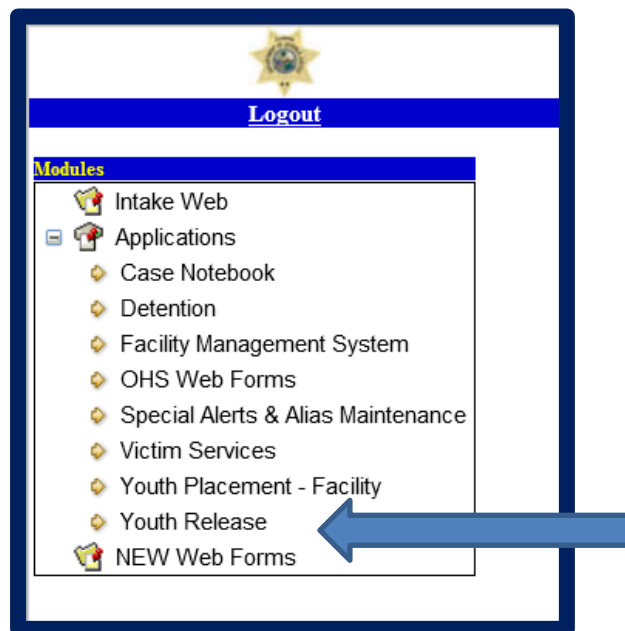 Logout
Modules
Intake Web
Applications
Case Notebook
Detention
Facility Management System
OHS Web Forms
Special Alerts & Alias Maintenance
Victim Services
Youth Placement - Facility
Youth Release
NEW Web Forms